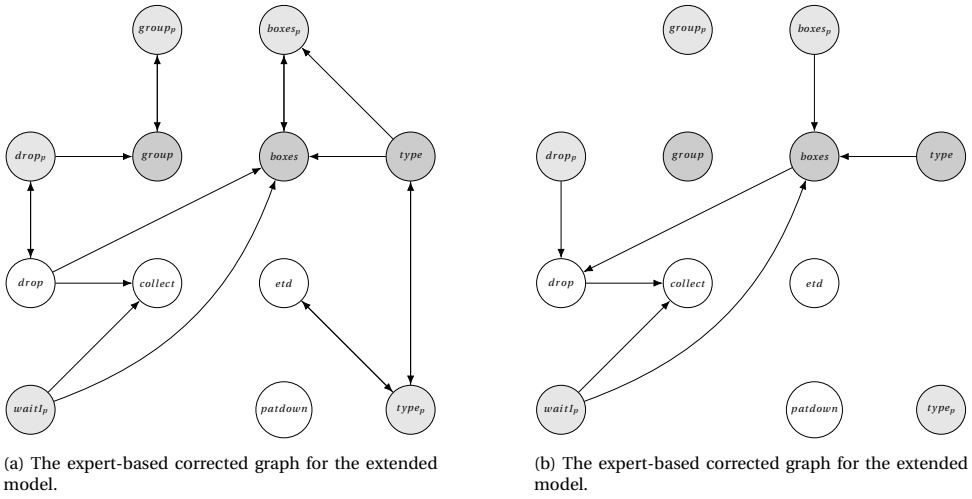 group_p
boxes_p
drop_p
group
boxes
type
drop
collect
etd
waitI_p
patdown
type_p
(a) The expert-based corrected graph for the extended
model.
group_p
boxes_p
drop_p
group
boxes
type
drop
collect
etd
waitI_p
patdown
type_p
(b) The expert-based corrected graph for the extended
model.